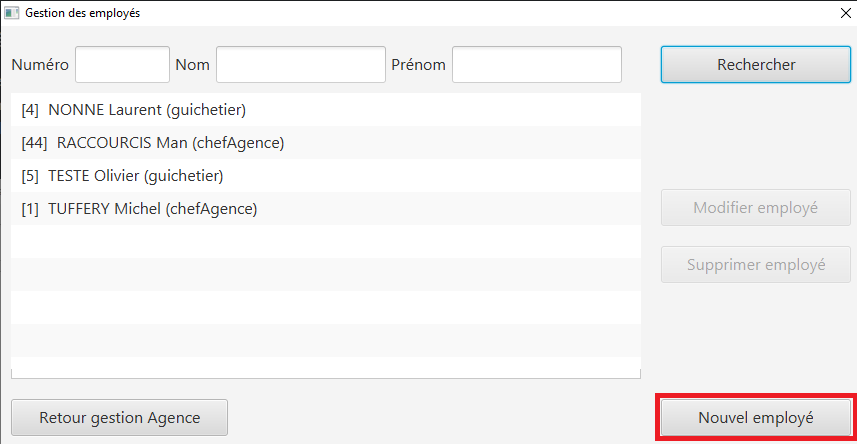 Gestion des employés
Numéro Nom Prénom Rechercher
[4] NONNE Laurent (guichetier)
[44] RACCOURCIS Man (chefAgence)
[5] TESTE Olivier (guichetier)
[1] TUFFERY Michel (chefAgence)
Modifier employé
Supprimer employé
Retour gestion Agence Nouvel employé